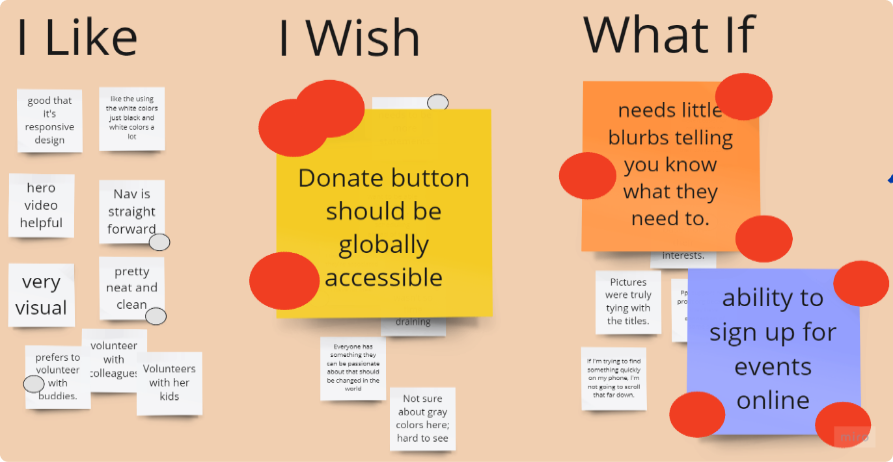 I Like
good that
it's
responsive
design
like the using
the white colors
just black and
white colors a
lot
hero
video
helpful
Nav is
straight
forward
very
visual
pretty
neat and
clean
prefers to
volunteer
with
buddies.
volunteer
with
colleagues
Volunteers
with her
kids
I Wish
Donate button
should be
globally
accessible
draining
Everyone has
something they
can be passionate
about that should
be changed in the
world
Not sure
about gray
colors here;
hard to see
What If
needs little
blurbs telling
you know
what they
need to.
interests.
Pictures
were truly
tying with
the titles.
If I'm trying to find
something quickly
on my phone, I'm
not going to scroll
that far down.
ability to
sign up for
events
online